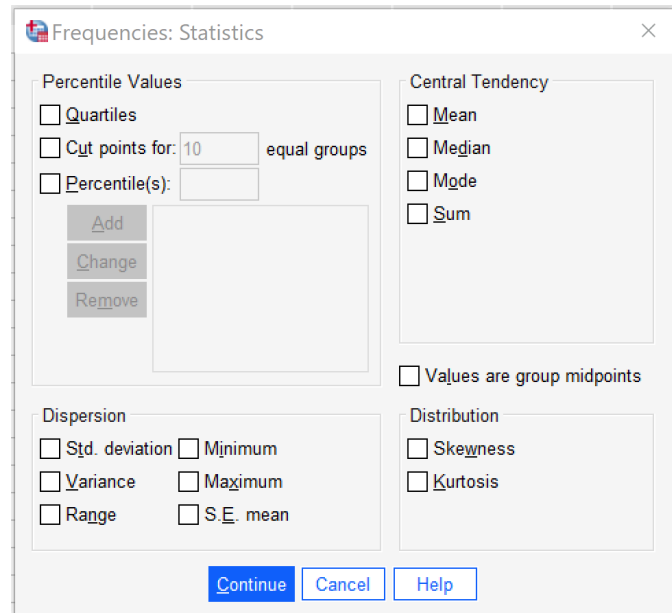 Frequencies: Statistics
Percentile Values
Quartiles
Cut points for: 10 equal groups
Percentile(s):
Add
Change
Remove
Central Tendency
Mean
Median
Mode
Sum
Values are group midpoints
Dispersion
Std. deviation Minimum
Variance Maximum
Range S.E. mean
Distribution
Skewness
Kurtosis
Continue Cancel Help